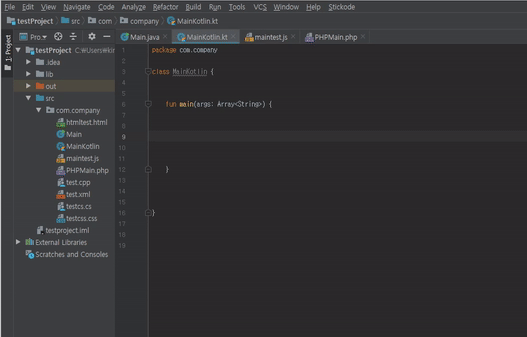 File Edit View Navigate Code Analyze Refactor Build Run Tools VCS Window Help Stickode
testProject src com company MainKotlin.kt
Pro... Main.java MainKotlin.kt maintest.js PHPMain.php
1: Project
testProject C:\Users\kir
.idea
lib
out
src
com.company
htmltest.html
Main
MainKotlin
maintest.js
PHPMain.php
test.cpp
test.xml
testcs.cs
testcss.css
testproject.iml
External Libraries
Scratches and Consoles
1 package com.company
2
3 class MainKotlin {
4
5
6 fun main(args: Array<String>) {
7
8
9
10
11
12 }
13
14
15
16 }
17
18
19